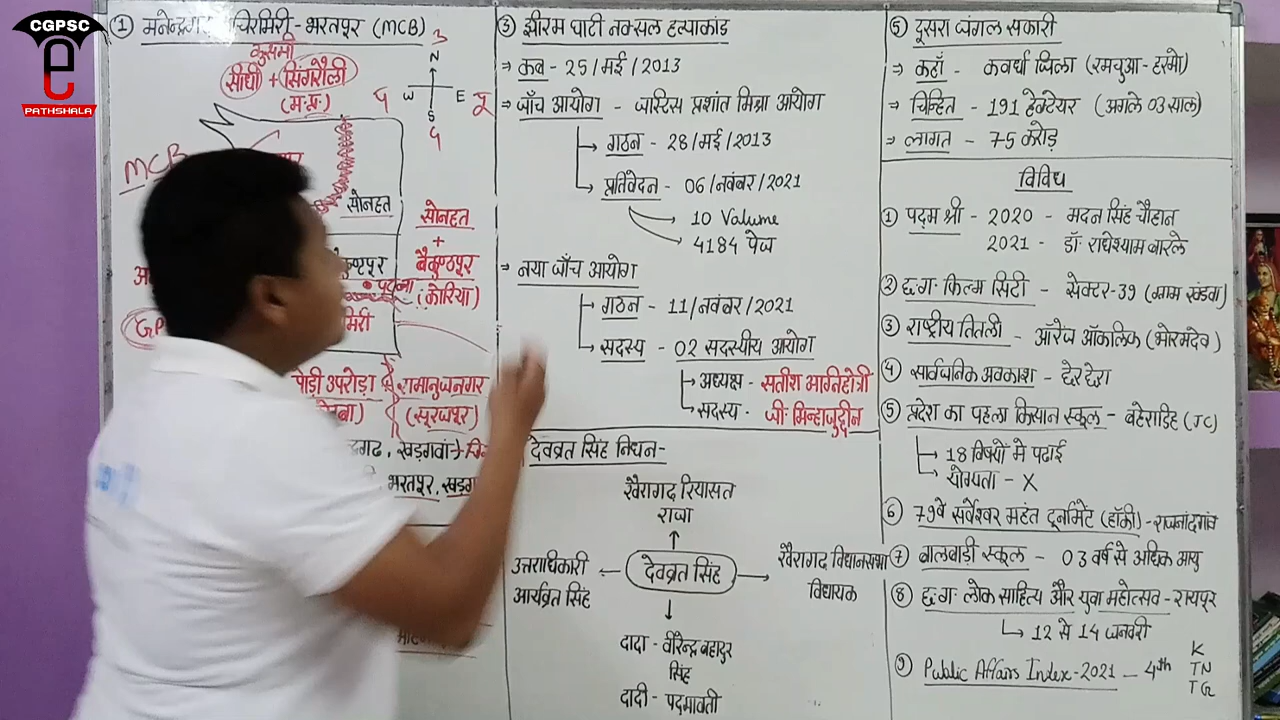 CGPSC
e
PATHSHALA
① मनेन्द्रगढ़ चिरमिरी - भरतपुर (MCB)
कुसमी
सीधी + सिंगरौली
(म.प्र.)
N
W E
S
MCB
सोनहत
सोनहत
+
बैकुण्ठपुर
(कोरिया)
पटना
मिरी
पोड़ी उपरोड़ा
रामानुजनगर
(सूरजपुर)
खड़गवां
भरतपुर, खड़ग
③ झीरम घाटी नक्सल हत्याकांड
⇒ कब - 25/मई/2013
⇒ जाँच आयोग - जस्टिस प्रशांत मिश्रा आयोग
गठन - 28/मई/2013
प्रतिवेदन - 06/नवंबर/2021
10 Volume
4184 पेज
⇒ नया जाँच आयोग
गठन - 11/नवंबर/2021
सदस्य - 02 सदस्यीय आयोग
अध्यक्ष - सतीश अग्निहोत्री
सदस्य - जी. मिन्हाजुद्दीन
देवव्रत सिंह निधन-
खैरागढ़ रियासत
राजा
उत्तराधिकारी ← देवव्रत सिंह → खैरागढ़ विधानसभा
आर्यव्रत सिंह विधायक
दादा - वीरेन्द्र बहादुर
सिंह
दादी - पद्मावती
⑤ दूसरा जंगल सफारी
⇒ कहाँ - कवर्धा जिला (रमचुआ-हरमो)
⇒ चिन्हित - 191 हेक्टेयर (अगले 03 साल)
⇒ लागत - 75 करोड़
विविध
① पद्म श्री - 2020 - मदन सिंह चौहान
2021 - डॉ राधेश्याम बारले
② छ.ग. फिल्म सिटी - सेक्टर-39 (ग्राम खंडवा)
③ राष्ट्रीय तितली - ऑरेंज ऑकलिफ (भोरमदेव)
④ सार्वजनिक अवकाश - छेर छेरा
⑤ प्रदेश का पहला किसान स्कूल - बहेराडिह (JC)
18 विषयों में पढाई
योग्यता - X
⑥ 79वें सर्वेश्वर महंत टूर्नामेंट (हॉकी) - राजनांदगांव
⑦ बालवाड़ी स्कूल - 03 वर्ष से अधिक आयु
⑧ छ.ग. लोक साहित्य और युवा महोत्सव - रायपुर
12 से 14 जनवरी
⑨ Public Affairs Index-2021 - 4th
K
TN
TG